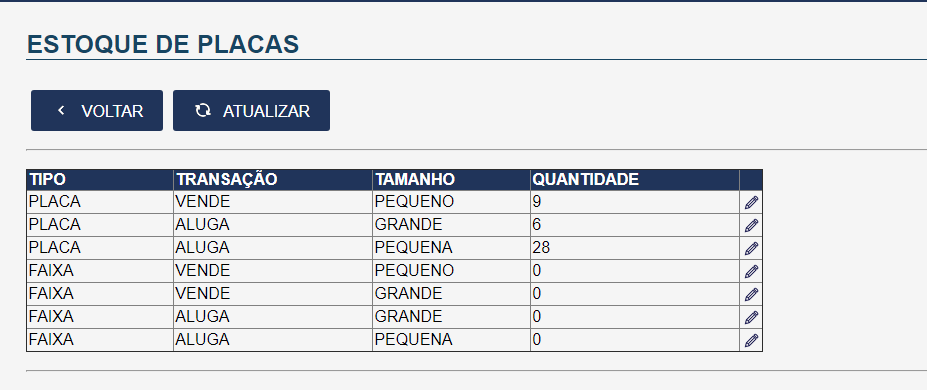 ESTOQUE DE PLACAS
VOLTAR ATUALIZAR
TIPO TRANSAÇÃO TAMANHO QUANTIDADE
PLACA VENDE PEQUENO 9
PLACA ALUGA GRANDE 6
PLACA ALUGA PEQUENA 28
FAIXA VENDE PEQUENO 0
FAIXA VENDE GRANDE 0
FAIXA ALUGA GRANDE 0
FAIXA ALUGA PEQUENA 0